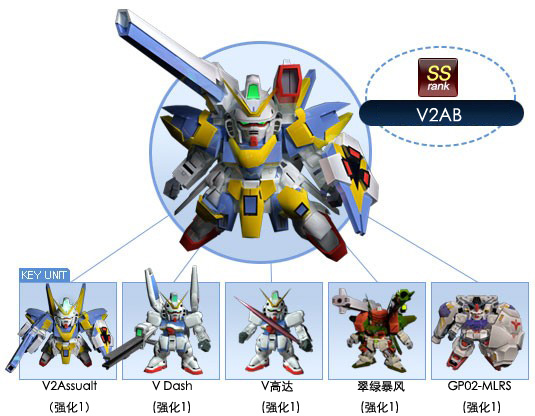 SS
rank
V2AB
KEY UNIT
V2Assualt
V Dash
V高达
翠绿暴风
GP02-MLRS
（强化1）
(强化1)
(强化1)
(强化1)
(强化1)